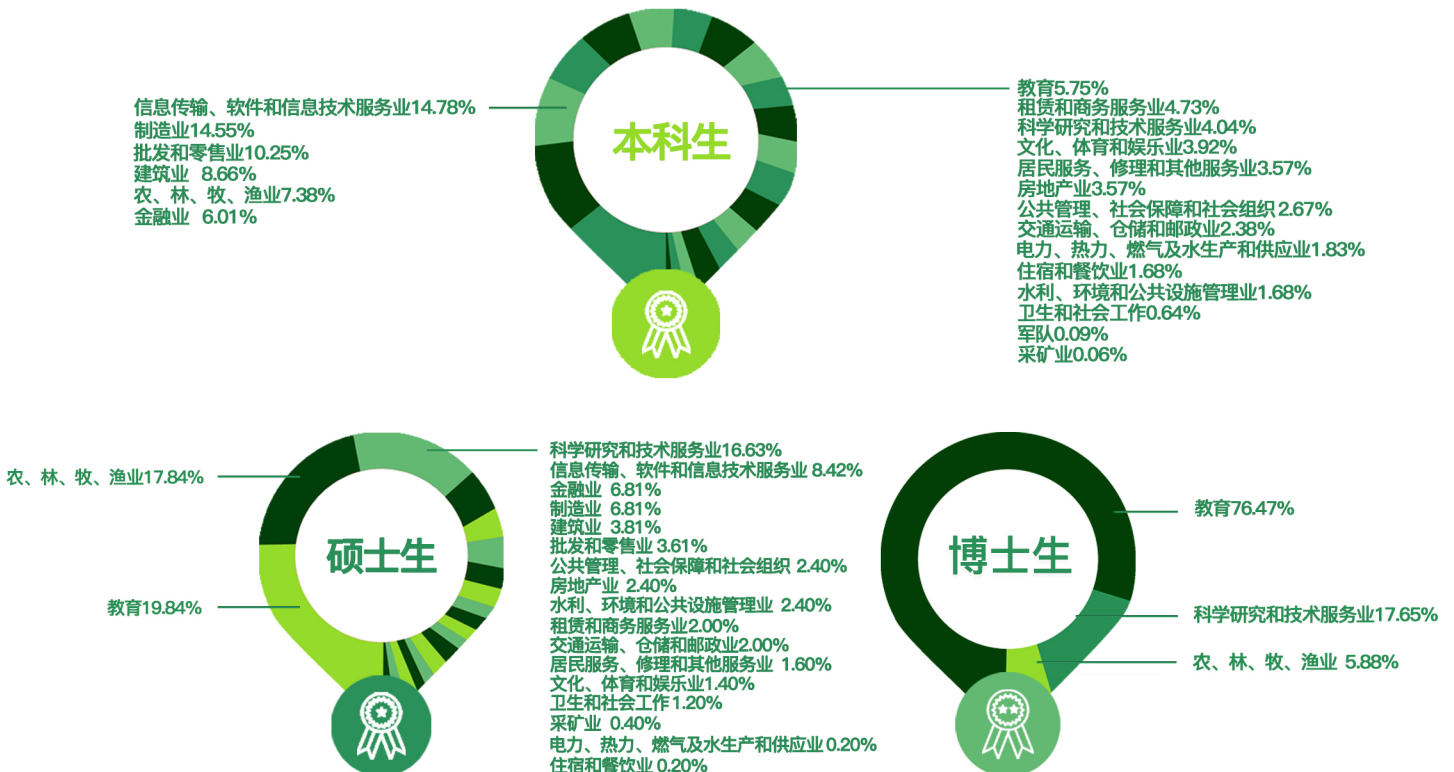 本科生
信息传输、软件和信息技术服务业14.78%
制造业14.55%
批发和零售业10.25%
建筑业 8.66%
农、林、牧、渔业7.38%
金融业 6.01%
教育5.75%
租赁和商务服务业4.73%
科学研究和技术服务业4.04%
文化、体育和娱乐业3.92%
居民服务、修理和其他服务业3.57%
房地产业3.57%
公共管理、社会保障和社会组织2.67%
交通运输、仓储和邮政业2.38%
电力、热力、燃气及水生产和供应业1.83%
住宿和餐饮业1.68%
水利、环境和公共设施管理业1.68%
卫生和社会工作0.64%
军队0.09%
采矿业0.06%
硕士生
农、林、牧、渔业17.84%
教育19.84%
科学研究和技术服务业16.63%
信息传输、软件和信息技术服务业 8.42%
金融业 6.81%
制造业 6.81%
建筑业 3.81%
批发和零售业 3.61%
公共管理、社会保障和社会组织 2.40%
房地产业 2.40%
水利、环境和公共设施管理业 2.40%
租赁和商务服务业2.00%
交通运输、仓储和邮政业2.00%
居民服务、修理和其他服务业 1.60%
文化、体育和娱乐业1.40%
卫生和社会工作 1.20%
采矿业 0.40%
电力、热力、燃气及水生产和供应业 0.20%
住宿和餐饮业 0.20%
博士生
教育76.47%
科学研究和技术服务业17.65%
农、林、牧、渔业 5.88%